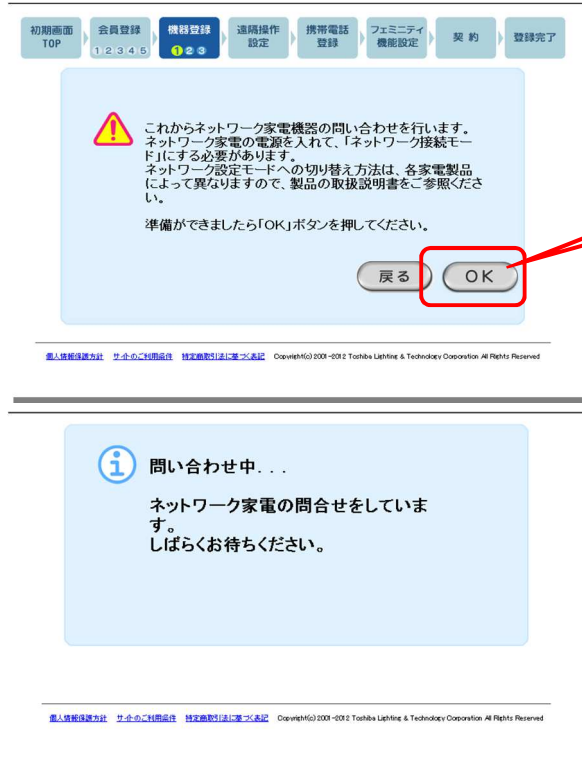 初期画面 会員登録 機器登録 遠隔操作 携帯電話 フェミニティ 契 約 登録完了
TOP 1 2 3 4 5 1 2 3 設定 登録 機能設定
これからネットワーク家電機器の問い合わせを行います。
ネットワーク家電の電源を入れて、「ネットワーク接続モー
ド」にする必要があります。
ネットワーク設定モードへの切り替え方法は、各家電製品
によって異なりますので、製品の取扱説明書をご参照くださ
い。
準備ができましたら「OK」ボタンを押してください。
戻る OK
個人情報保護方針 サイトのご利用条件 特定商取引法に基づく表記 Copyright(c) 2001-2012 Toshiba Lighting & Technology Corporation All Rights Reserved
問い合わせ中...
ネットワーク家電の問合せをしていま
す。
しばらくお待ちください。
個人情報保護方針 サイトのご利用条件 特定商取引法に基づく表記 Copyright(c) 2001-2012 Toshiba Lighting & Technology Corporation All Rights Reserved